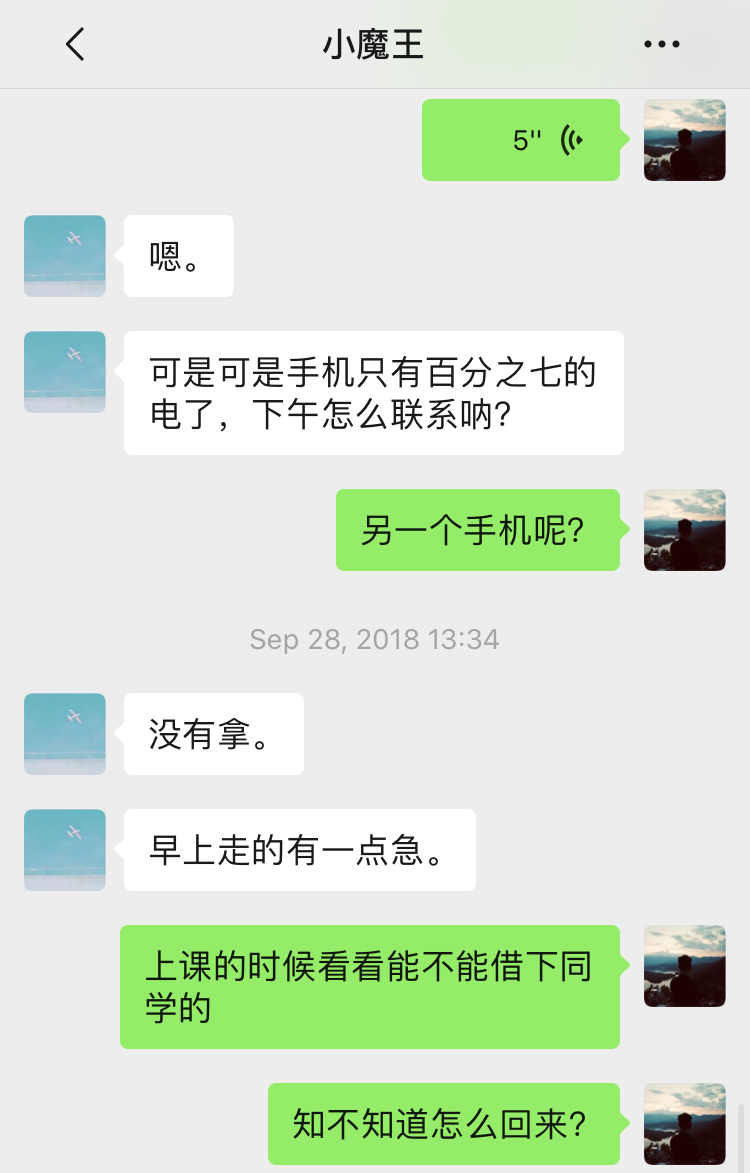 小魔王
5"
嗯。
可是可是手机只有百分之七的
电了，下午怎么联系呐?
另一个手机呢?
Sep 28, 2018 13:34
没有拿。
早上走的有一点急。
上课的时候看看能不能借下同
学的
知不知道怎么回来?